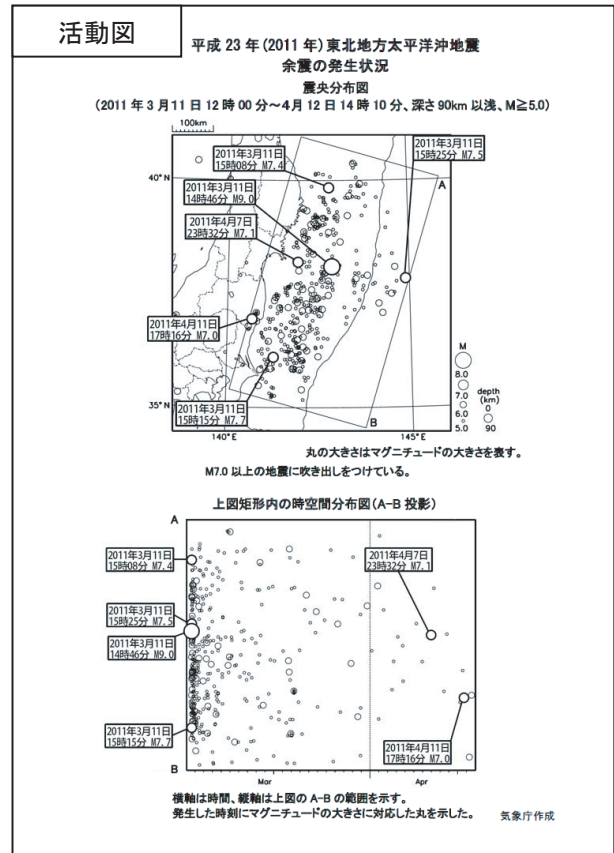 活動図
平成 23 年 (2011 年) 東北地方太平洋沖地震
余震の発生状況
震央分布図
(2011 年 3 月 11 日 12 時 00 分～4 月 12 日 14 時 10 分、深さ 90km 以浅、M≧5.0)
100km
2011年3月11日
15時08分 M7.4
2011年3月11日
15時25分 M7.5
2011年3月11日
14時46分 M9.0
2011年4月7日
23時32分 M7.1
2011年4月11日
17時16分 M7.0
2011年3月11日
15時15分 M7.7
40°N
35°N
140°E
145°E
A
B
M
8.0
7.0
6.0
5.0
depth
(km)
0
90
丸の大きさはマグニチュードの大きさを表す。
M7.0 以上の地震に吹き出しをつけている。
上図矩形内の時空間分布図(A-B 投影)
A
2011年3月11日
15時08分 M7.4
2011年4月7日
23時32分 M7.1
2011年3月11日
15時25分 M7.5
2011年3月11日
14時46分 M9.0
2011年3月11日
15時15分 M7.7
2011年4月11日
17時16分 M7.0
B
Mar
Apr
横軸は時間、縦軸は上図の A-B の範囲を示す。
発生した時刻にマグニチュードの大きさに対応した丸を示した。
気象庁作成